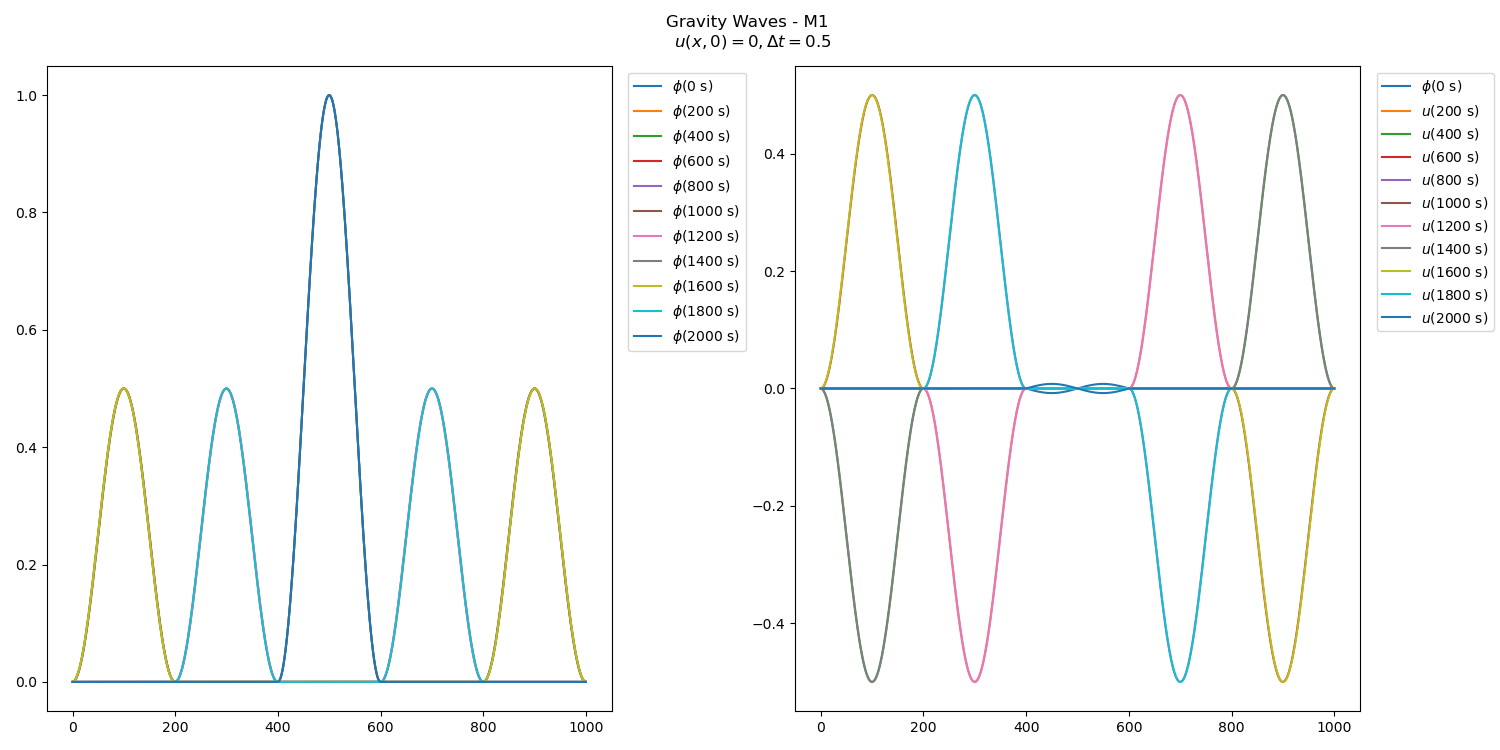 Gravity Waves - M1
u(x, 0) = 0, Δt = 0.5
1.0
0.8
0.6
0.4
0.2
0.0
0 200 400 600 800 1000
ϕ(0 s)
ϕ(200 s)
ϕ(400 s)
ϕ(600 s)
ϕ(800 s)
ϕ(1000 s)
ϕ(1200 s)
ϕ(1400 s)
ϕ(1600 s)
ϕ(1800 s)
ϕ(2000 s)
0.4
0.2
0.0
−0.2
−0.4
0 200 400 600 800 1000
ϕ(0 s)
u(200 s)
u(400 s)
u(600 s)
u(800 s)
u(1000 s)
u(1200 s)
u(1400 s)
u(1600 s)
u(1800 s)
u(2000 s)